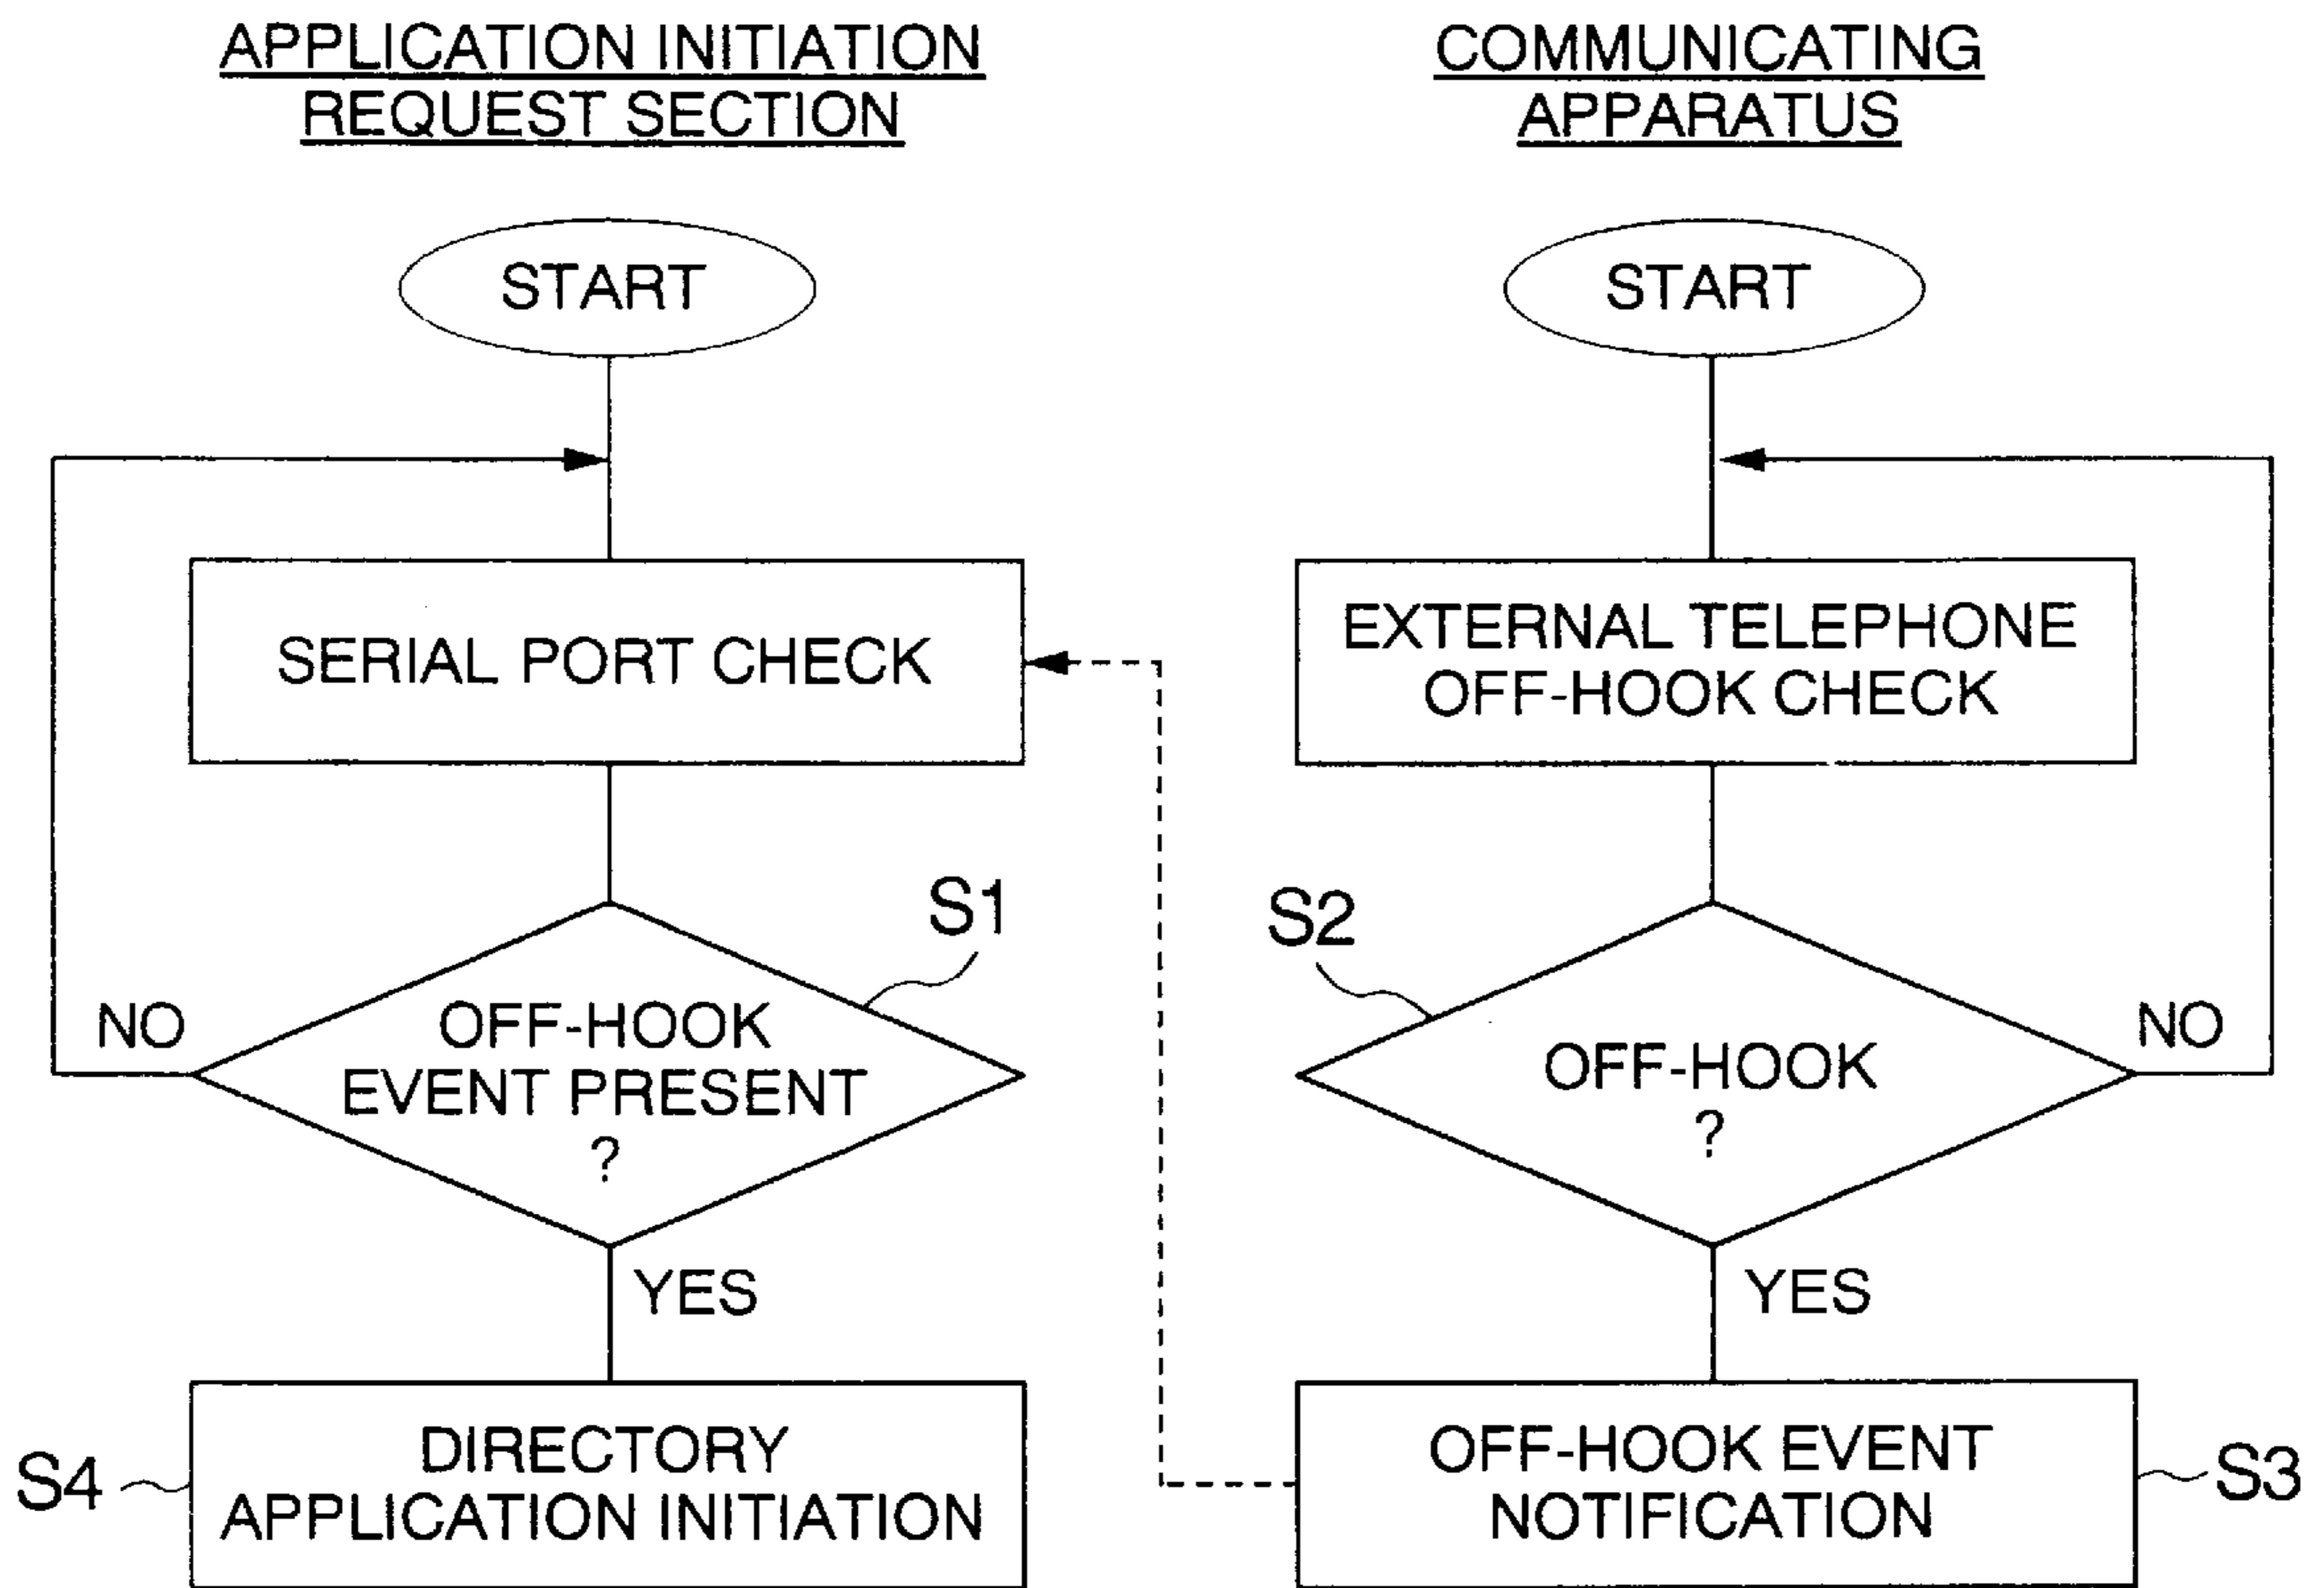 APPLICATION INITIATION
REQUEST SECTION
START
SERIAL PORT CHECK
S1
OFF-HOOK
EVENT PRESENT
?
NO
YES
S4
DIRECTORY
APPLICATION INITIATION
COMMUNICATING
APPARATUS
START
EXTERNAL TELEPHONE
OFF-HOOK CHECK
S2
OFF-HOOK
?
NO
YES
OFF-HOOK EVENT
NOTIFICATION
S3